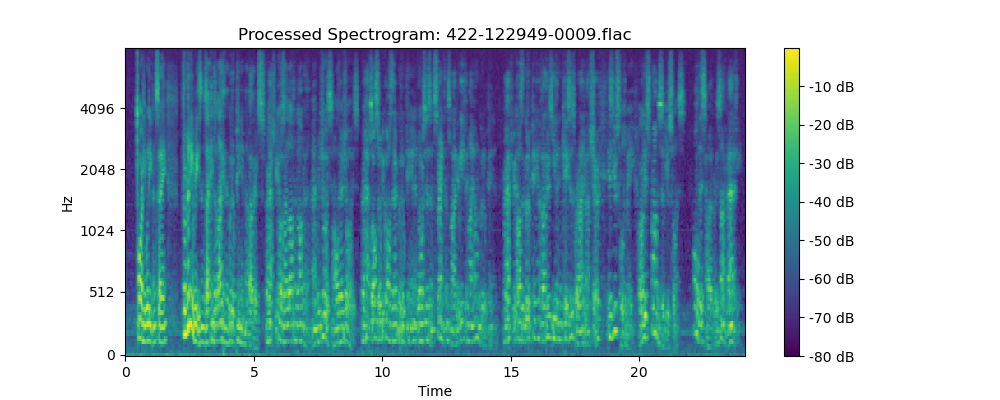 Processed Spectrogram: 422-122949-0009.flac
Hz
4096
2048
1024
512
0
0 5 10 15 20
Time
-10 dB
-20 dB
-30 dB
-40 dB
-50 dB
-60 dB
-70 dB
-80 dB